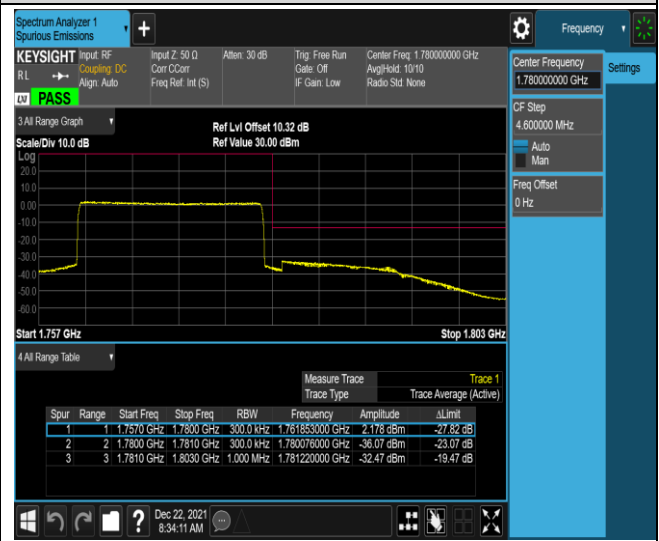 Spectrum Analyzer 1
Spurious Emissions
Frequency
KEYSIGHT Input: RF Input Z: 50 Ω Atten: 30 dB Trig: Free Run Center Freq: 1.780000000 GHz
RL Coupling: DC Corr CCorr Gate: Off Avg|Hold: 10/10
Align: Auto Freq Ref: Int (S) IF Gain: Low Radio Std: None
LXI PASS
Center Frequency
1.780000000 GHz
Settings
CF Step
4.600000 MHz
Auto
Man
Freq Offset
0 Hz
3 All Range Graph
Ref Lvl Offset 10.32 dB
Scale/Div 10.0 dB Ref Value 30.00 dBm
Log
20.0
10.0
0.00
-10.0
-20.0
-30.0
-40.0
-50.0
-60.0
Start 1.757 GHz Stop 1.803 GHz
4 All Range Table
Measure Trace Trace 1
Trace Type Trace Average (Active)
Spur Range Start Freq Stop Freq RBW Frequency Amplitude ΔLimit
1 1 1.7570 GHz 1.7800 GHz 300.0 kHz 1.761853000 GHz 2.178 dBm -27.82 dB
2 2 1.7800 GHz 1.7810 GHz 300.0 kHz 1.780076000 GHz -36.07 dBm -23.07 dB
3 3 1.7810 GHz 1.8030 GHz 1.000 MHz 1.781220000 GHz -32.47 dBm -19.47 dB
Dec 22, 2021
8:34:11 AM